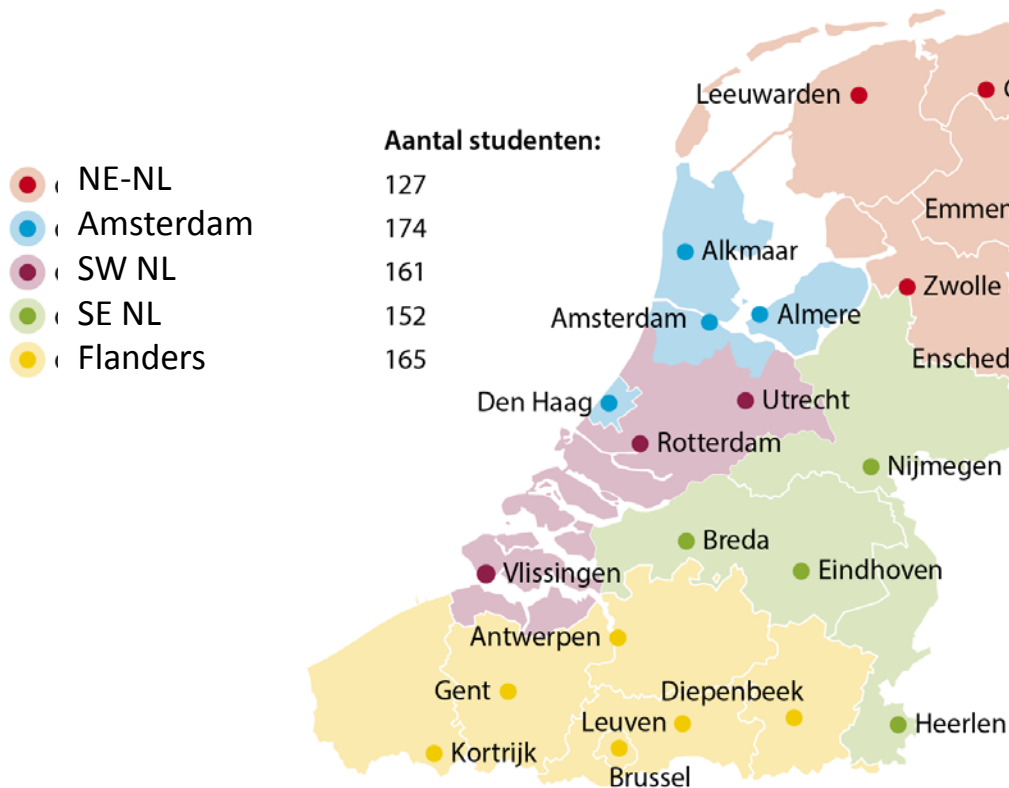 Aantal studenten:
NE-NL 127
Amsterdam 174
SW NL 161
SE NL 152
Flanders 165
Leeuwarden
Emmen
Alkmaar
Zwolle
Amsterdam
Almere
Den Haag
Utrecht
Rotterdam
Nijmegen
Breda
Vlissingen
Eindhoven
Antwerpen
Gent
Diepenbeek
Leuven
Heerlen
Kortrijk
Brussel